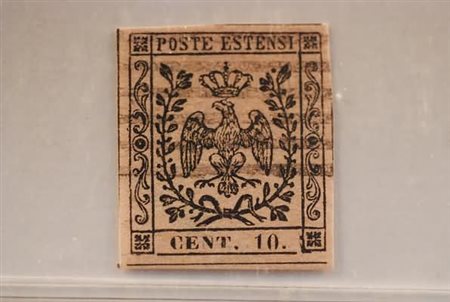 POSTE ESTENSI
CENT. 10.